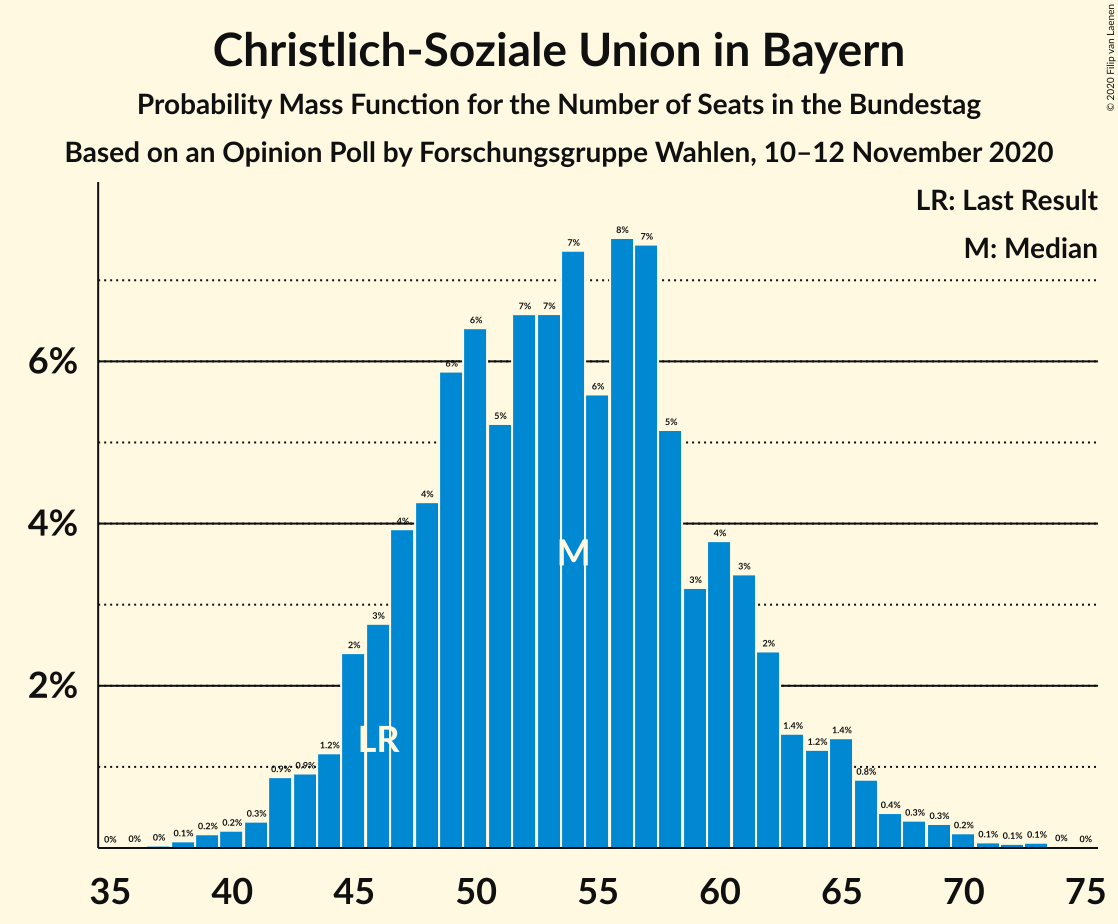 Christlich-Soziale Union in Bayern
Probability Mass Function for the Number of Seats in the Bundestag
Based on an Opinion Poll by Forschungsgruppe Wahlen, 10–12 November 2020
© 2020 Filip van Laenen
LR: Last Result
M: Median
6%
4%
2%
0% 0% 0% 0.1% 0.2% 0.2% 0.3% 0.9% 0.9% 1.2% 2% 3% 4% 4% 6% 6% 5% 7% 7% 7% 6% 8% 7% 5% 3% 4% 3% 2% 1.4% 1.2% 1.4% 0.8% 0.4% 0.3% 0.3% 0.2% 0.1% 0.1% 0.1% 0% 0%
LR
M
35 40 45 50 55 60 65 70 75